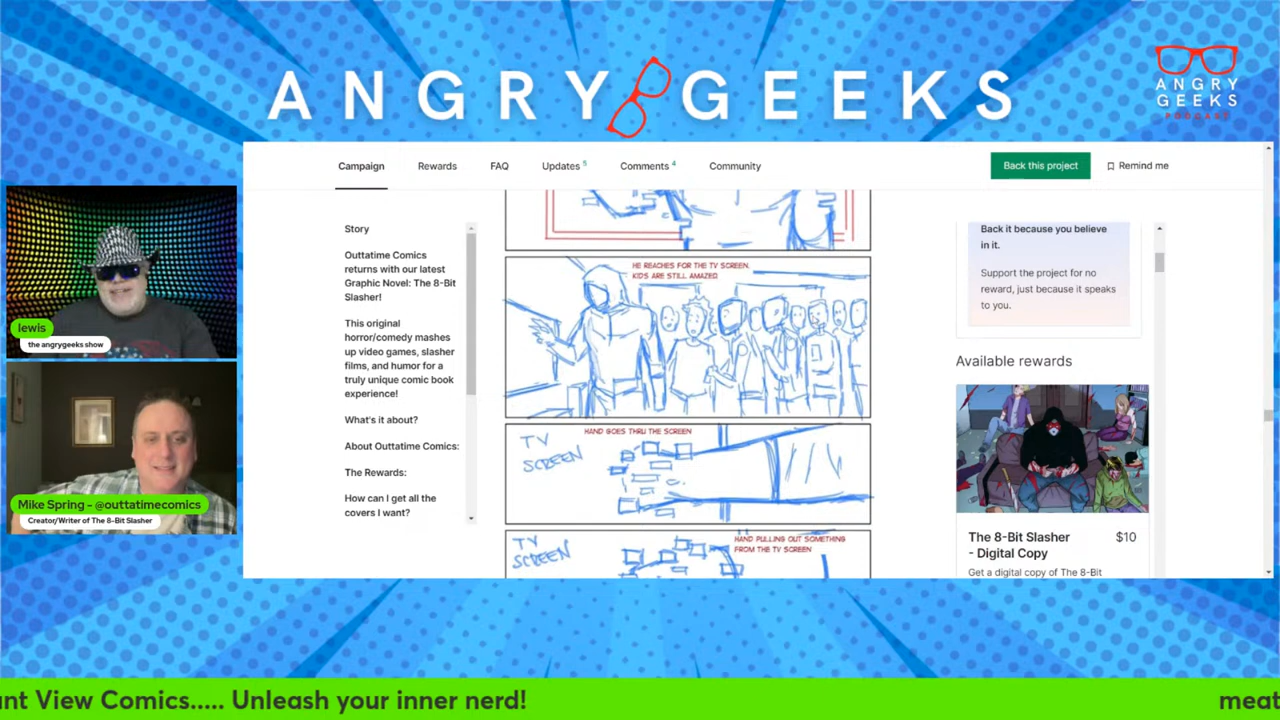 ANGRY GEEKS
ANGRY
GEEKS
PODCAST
Campaign
Rewards
FAQ
Updates 5
Comments 4
Community
Back this project
Remind me
Story
Outtatime Comics
returns with our latest
Graphic Novel: The 8-Bit
Slasher!
This original
horror/comedy mashes
up video games, slasher
films, and humor for a
truly unique comic book
experience!
What's it about?
About Outtatime Comics:
The Rewards:
How can I get all the
covers I want?
HE REACHES FOR THE TV SCREEN.
KIDS ARE STILL AMAZED
HAND GOES THRU THE SCREEN
TV
SCREEN
HAND PULLING OUT SOMETHING
FROM THE TV SCREEN
TV
SCREEN
Back it because you believe
in it.
Support the project for no
reward, just because it speaks
to you.
Available rewards
The 8-Bit Slasher
- Digital Copy
$10
Get a digital copy of The 8-Bit
lewis
the angrygeeks show
Mike Spring - @outtatimecomics
Creator/Writer of The 8-Bit Slasher
ant View Comics..... Unleash your inner nerd!
meat